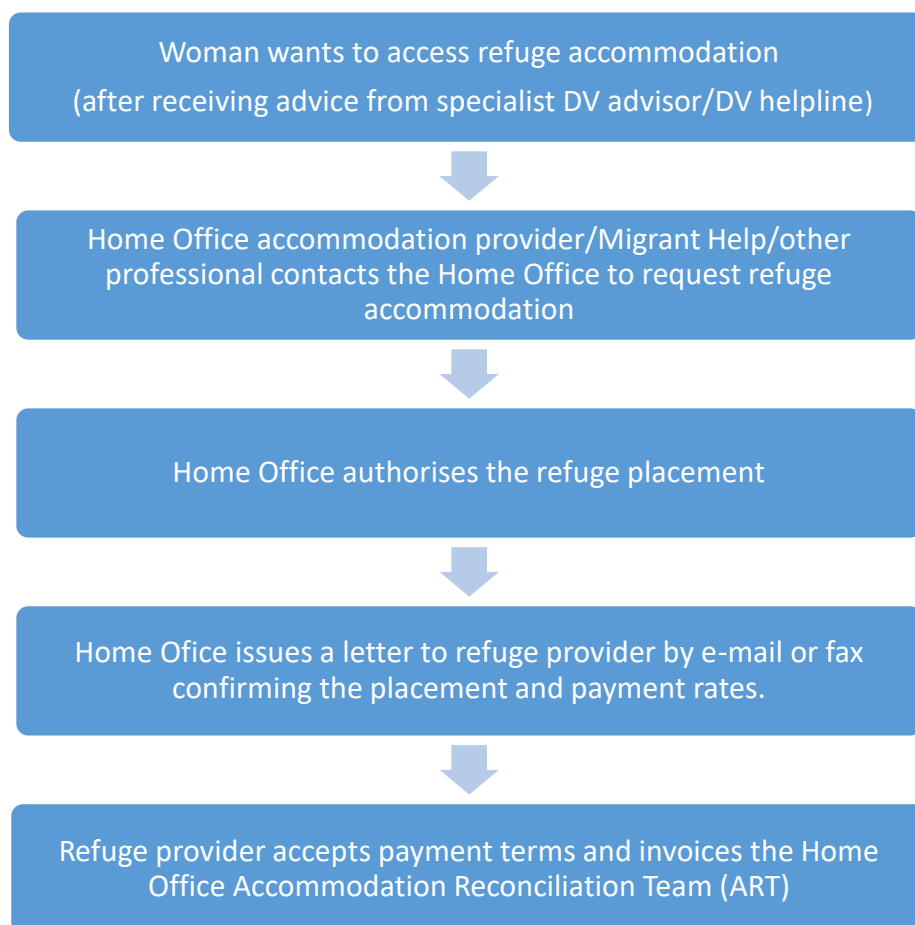 Woman wants to access refuge accommodation
(after receiving advice from specialist DV advisor/DV helpline)
Home Office accommodation provider/Migrant Help/other
professional contacts the Home Office to request refuge
accommodation
Home Office authorises the refuge placement
Home Ofice issues a letter to refuge provider by e-mail or fax
confirming the placement and payment rates.
Refuge provider accepts payment terms and invoices the Home
Office Accommodation Reconciliation Team (ART)